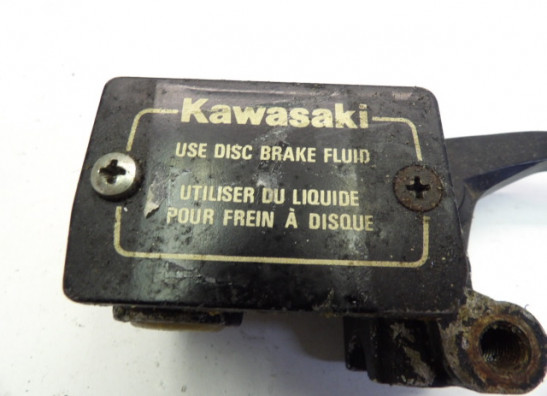 Kawasaki
USE DISC BRAKE FLUID
UTILISER DU LIQUIDE
POUR FREIN À DISQUE